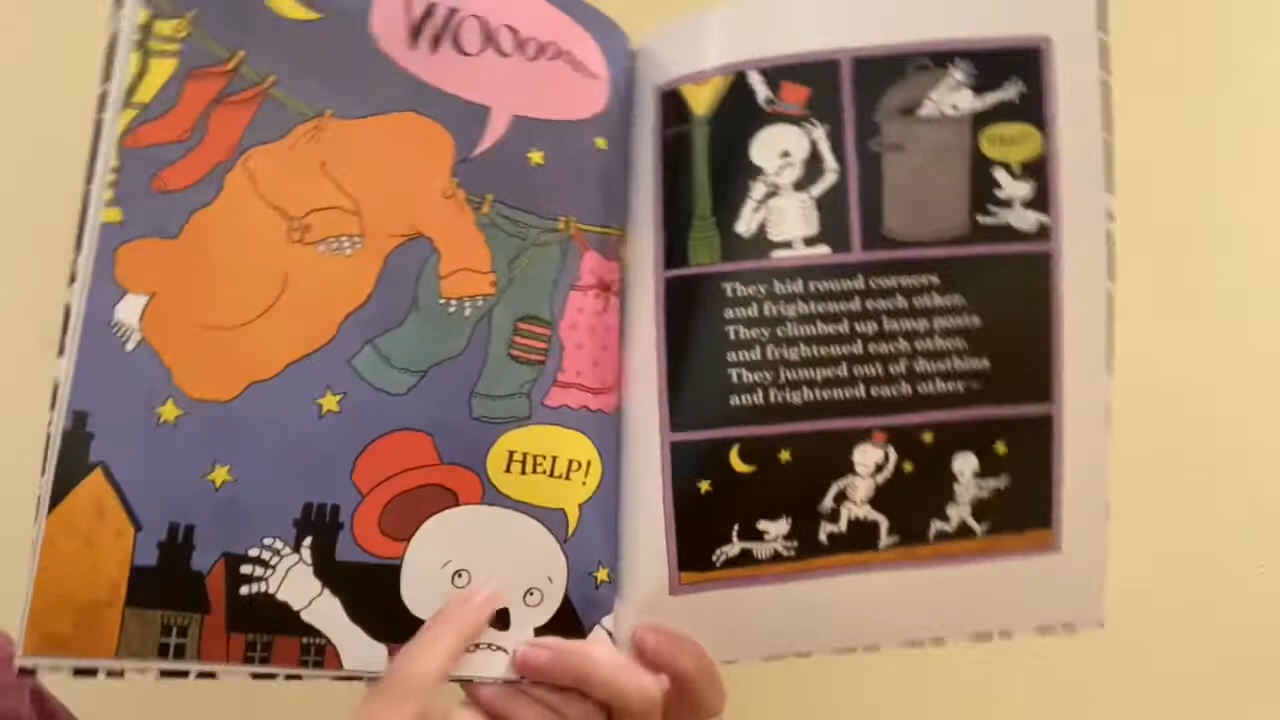 WOoooo
HELP!
They hid round corners
and frightened each other.
They climbed up lamp posts
and frightened each other.
They jumped out of dustbins
and frightened each other –